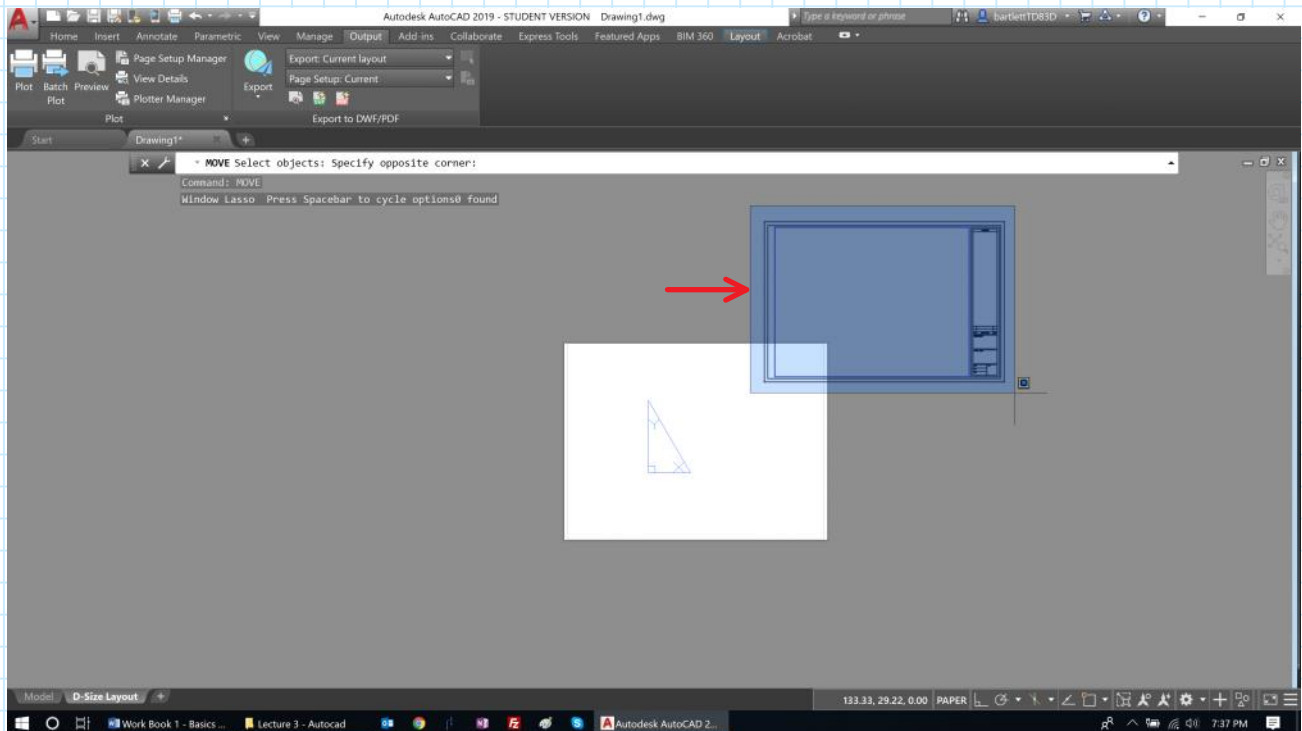 Autodesk AutoCAD 2019 - STUDENT VERSION Drawing1.dwg
Type a keyword or phrase
bartlettTD83D
Home Insert Annotate Parametric View Manage Output Add-ins Collaborate Express Tools Featured Apps BIM 360 Layout Acrobat
Plot
Batch Plot
Preview
Page Setup Manager
View Details
Plotter Manager
Export
Export: Current layout
Page Setup: Current
Plot
Export to DWF/PDF
Start
Drawing1*
MOVE Select objects: Specify opposite corner:
Command: MOVE
Window Lasso Press Spacebar to cycle options0 found
Y
X
Model
D-Size Layout
133.33, 29.22, 0.00 PAPER
Work Book 1 - Basics ...
Lecture 3 - Autocad
Autodesk AutoCAD 2...
7:37 PM